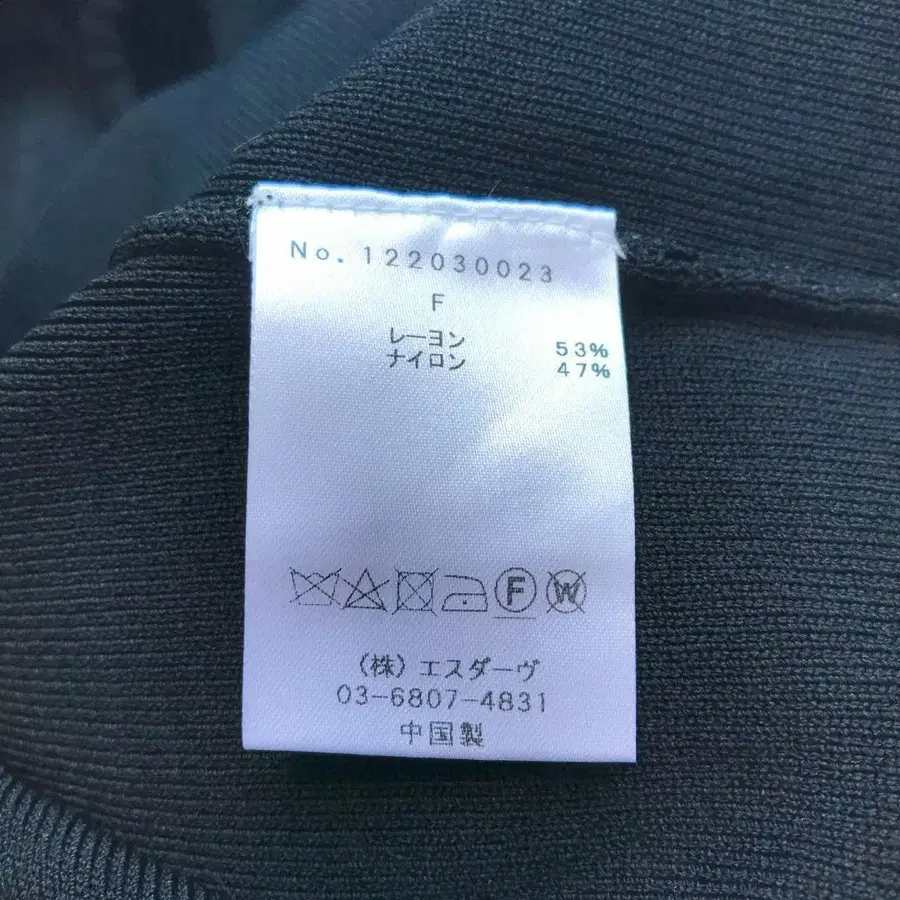 No. 122030023
F
レーヨン 53%
ナイロン 47%
F W
（株）エスダーヴ
03-6807-4831
中国製